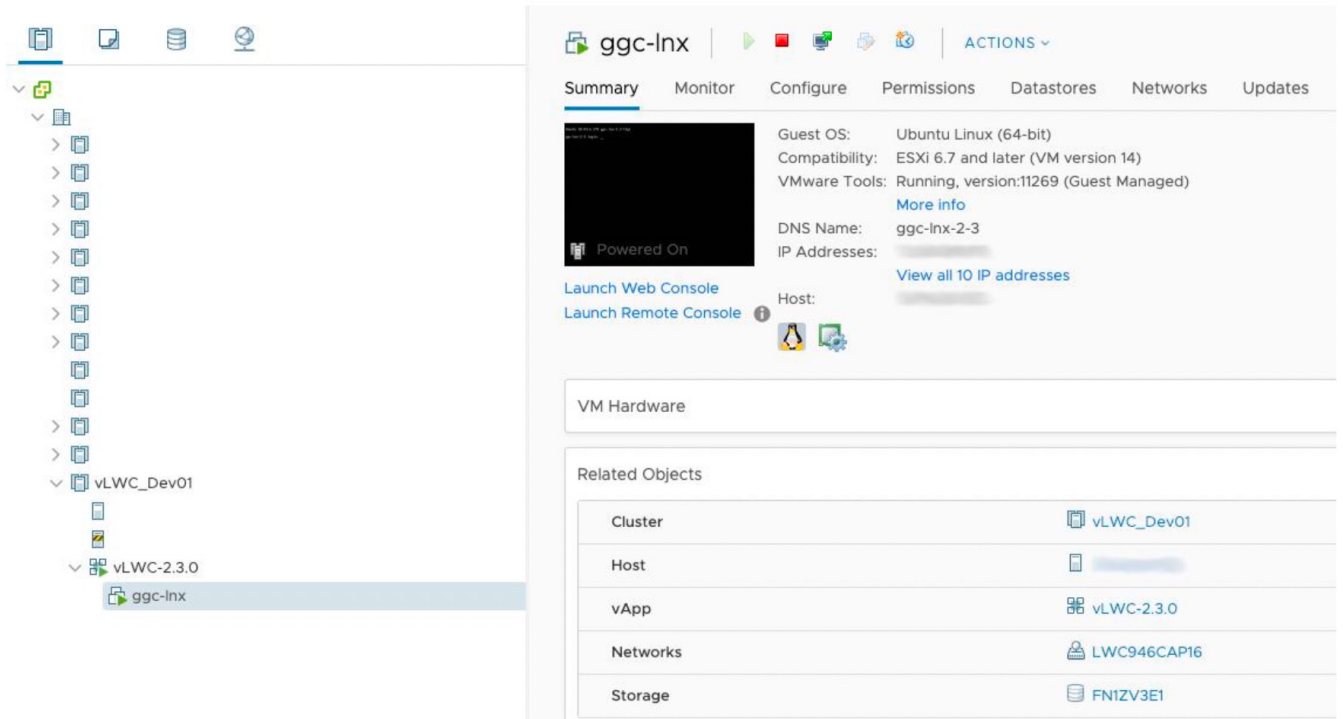 ggc-lnx
ACTIONS
Summary Monitor Configure Permissions Datastores Networks Updates
Powered On
Launch Web Console
Launch Remote Console
Guest OS: Ubuntu Linux (64-bit)
Compatibility: ESXi 6.7 and later (VM version 14)
VMware Tools: Running, version:11269 (Guest Managed)
More info
DNS Name: ggc-lnx-2-3
IP Addresses:
View all 10 IP addresses
Host:
vLWC_Dev01
vLWC-2.3.0
ggc-lnx
VM Hardware
Related Objects
Cluster vLWC_Dev01
Host
vApp vLWC-2.3.0
Networks LWC946CAP16
Storage FN1ZV3E1